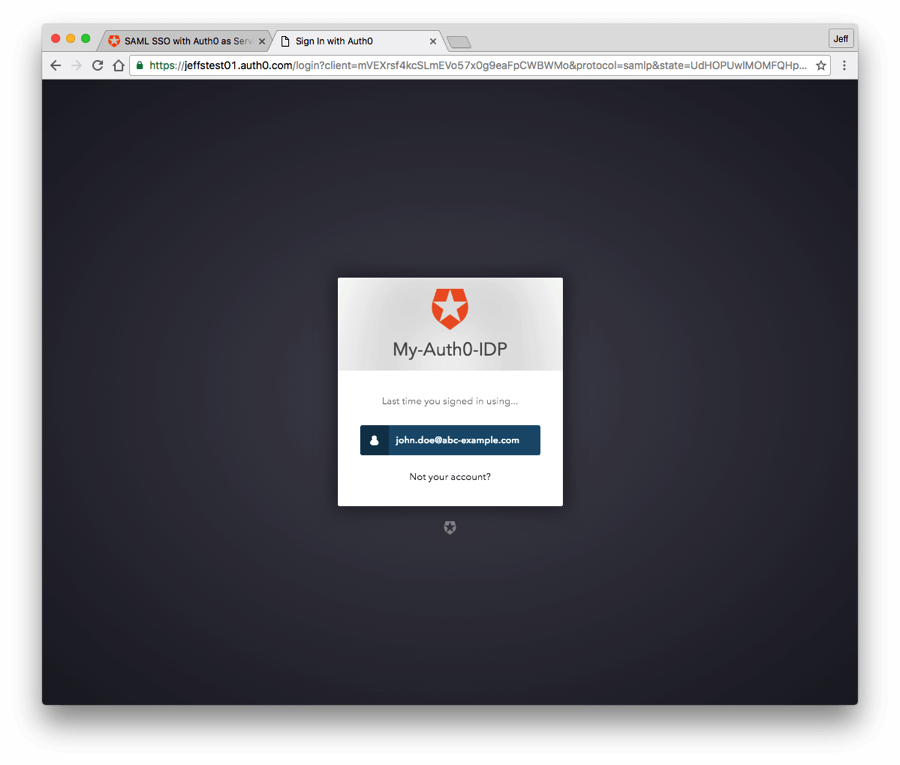 SAML SSO with Auth0 as Serv
Sign In with Auth0
Jeff
https://jeffstest01.auth0.com/login?client=mVEXrsf4kcSLmEVo57x0g9eaFpCWBWMo&protocol=samlp&state=UdHOPUwlMOMFQHp...
My-Auth0-IDP
Last time you signed in using...
john.doe@abc-example.com
Not your account?